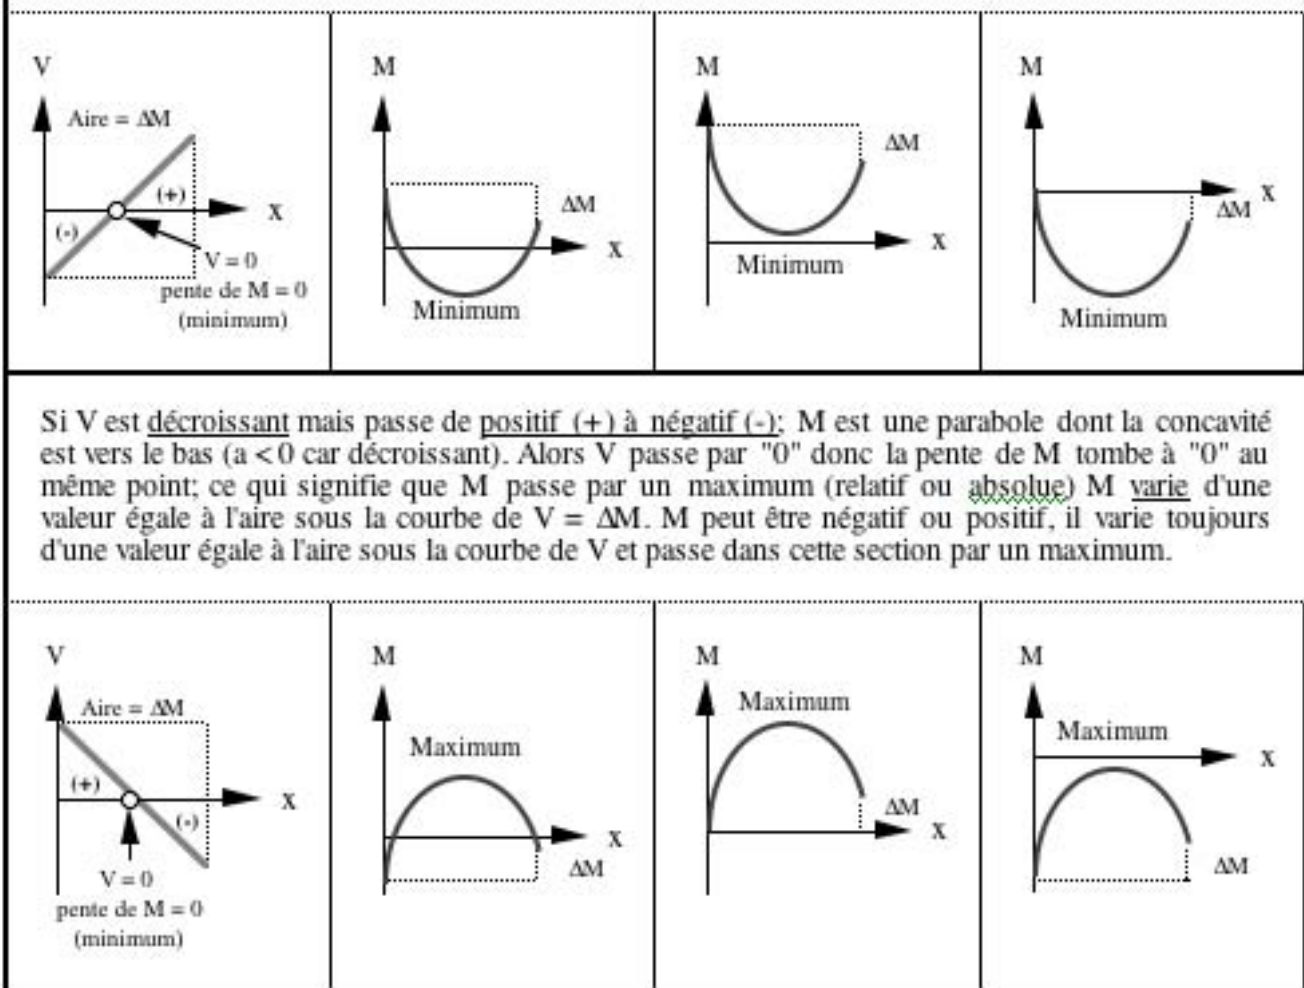 V
Aire = ΔM
(+)
(-)
X
V = 0
pente de M = 0
(minimum)
M
ΔM
X
Minimum
M
ΔM
X
Minimum
M
X
ΔM
Minimum
Si V est décroissant mais passe de positif (+) à négatif (-); M est une parabole dont la concavité
est vers le bas (a < 0 car décroissant). Alors V passe par "0" donc la pente de M tombe à "0" au
même point; ce qui signifie que M passe par un maximum (relatif ou absolue) M varie d'une
valeur égale à l'aire sous la courbe de V = ΔM. M peut être négatif ou positif, il varie toujours
d'une valeur égale à l'aire sous la courbe de V et passe dans cette section par un maximum.
V
Aire = ΔM
(+)
X
(-)
V = 0
pente de M = 0
(minimum)
M
Maximum
X
ΔM
M
Maximum
ΔM
X
M
Maximum
X
ΔM